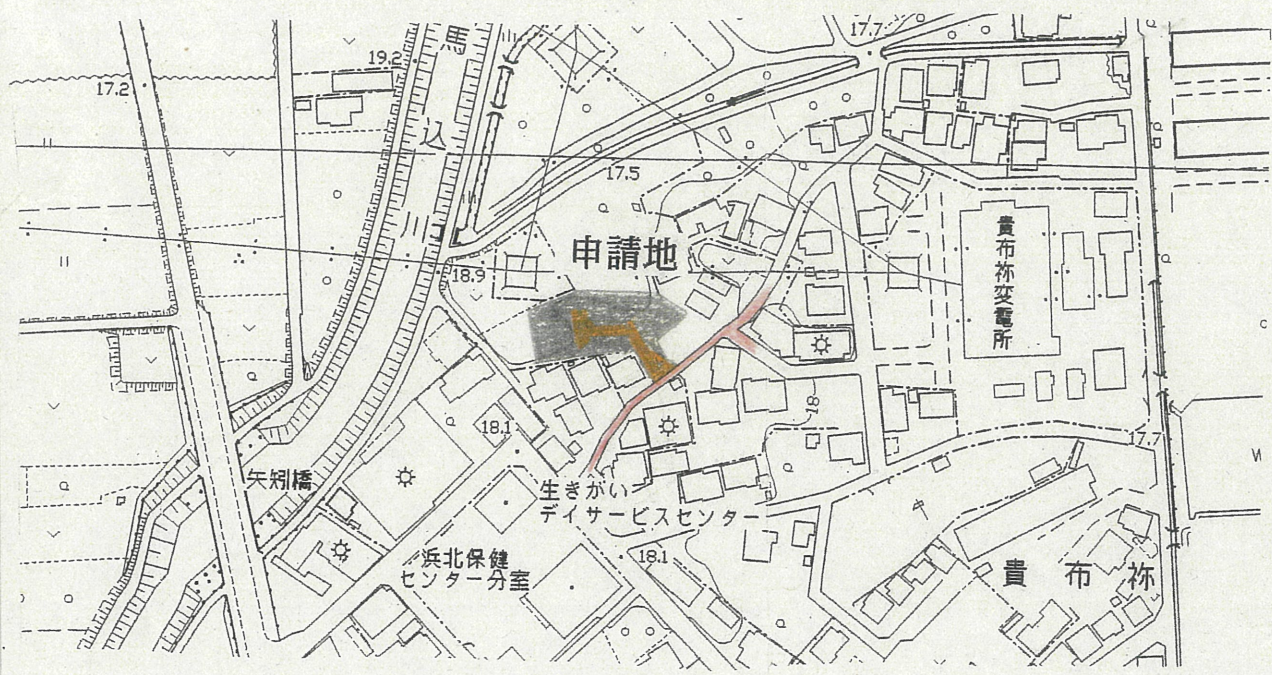 17.7
19.2
馬
込
川
17.2
17.5
申請地
18.9
貴布祢変電所
18
18.1
17.7
矢矧橋
生きがい
デイサービスセンター
浜北保健
センター分室
18.1
貴布祢